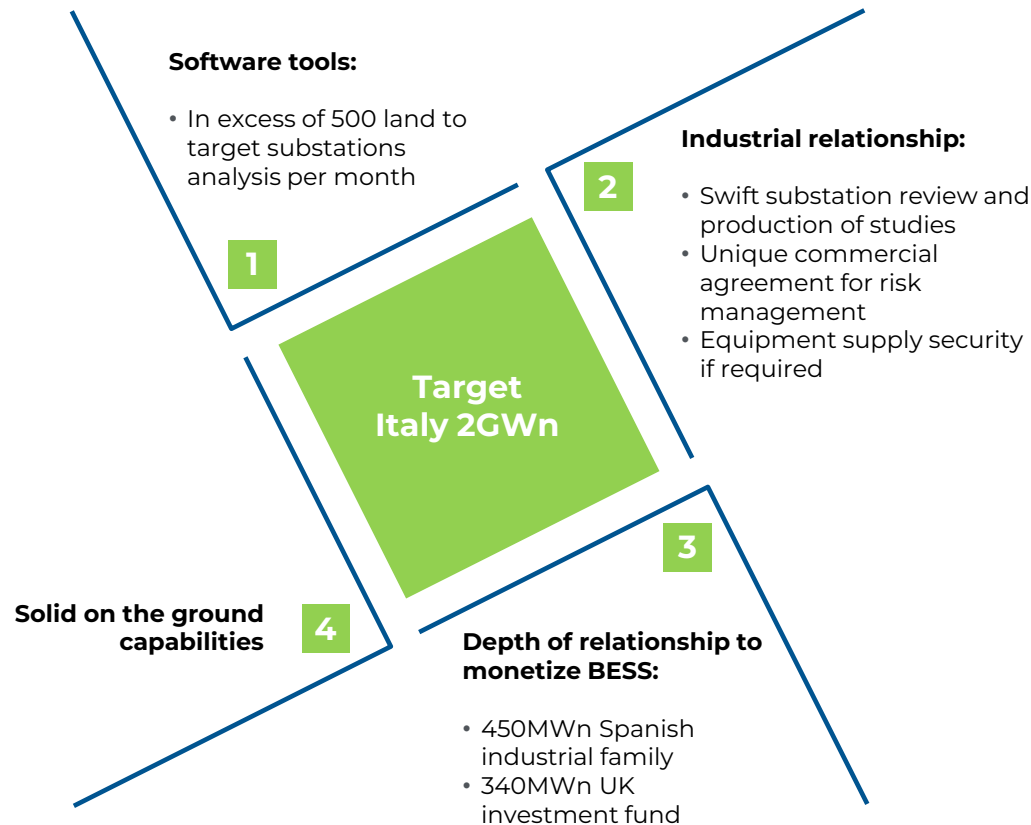 Software tools:
• In excess of 500 land to
target substations
analysis per month
1
Industrial relationship:
• Swift substation review and
production of studies
• Unique commercial
agreement for risk
management
• Equipment supply security
if required
2
Target
Italy 2GWn
3
Depth of relationship to
monetize BESS:
• 450MWn Spanish
industrial family
• 340MWn UK
investment fund
Solid on the ground
capabilities
4